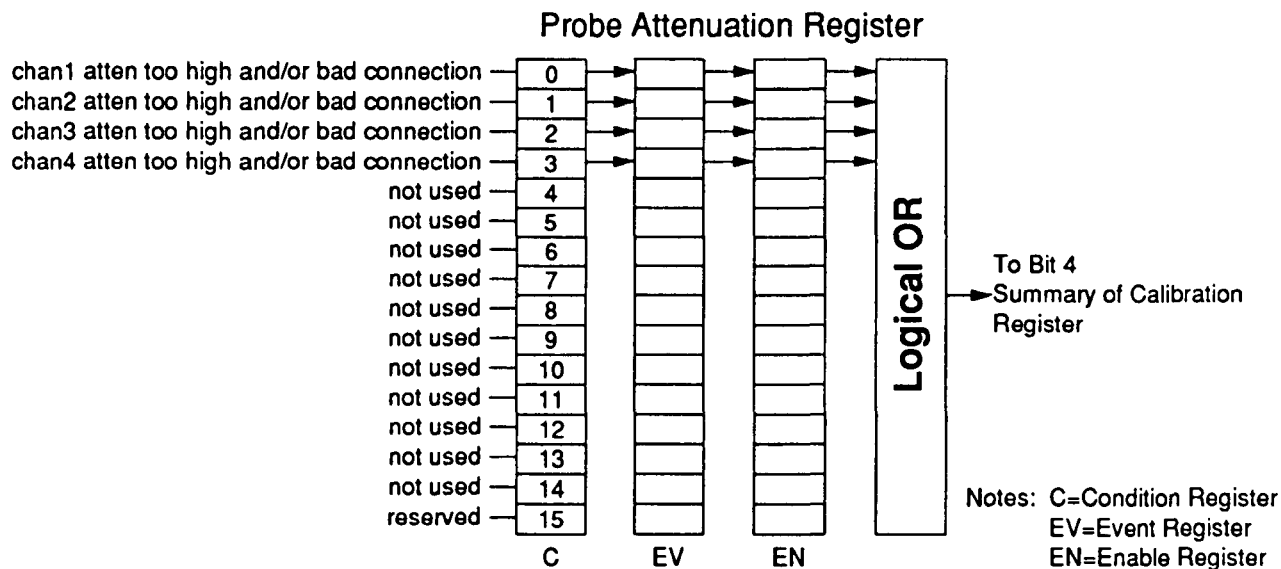 Probe Attenuation Register
chan1 atten too high and/or bad connection 0
chan2 atten too high and/or bad connection 1
chan3 atten too high and/or bad connection 2
chan4 atten too high and/or bad connection 3
not used 4
not used 5
not used 6
not used 7
not used 8
not used 9
not used 10
not used 11
not used 12
not used 13
not used 14
reserved 15
C EV EN
Logical OR
To Bit 4
Summary of Calibration
Register
Notes: C=Condition Register
EV=Event Register
EN=Enable Register